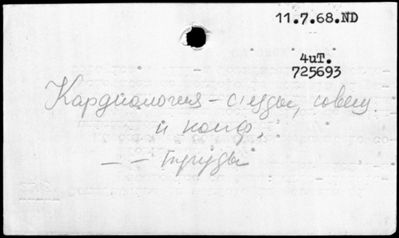 11.7.68.ND
4uT.
725693
Кардиология – съезды, совещ.
и конф.
– – – Труды